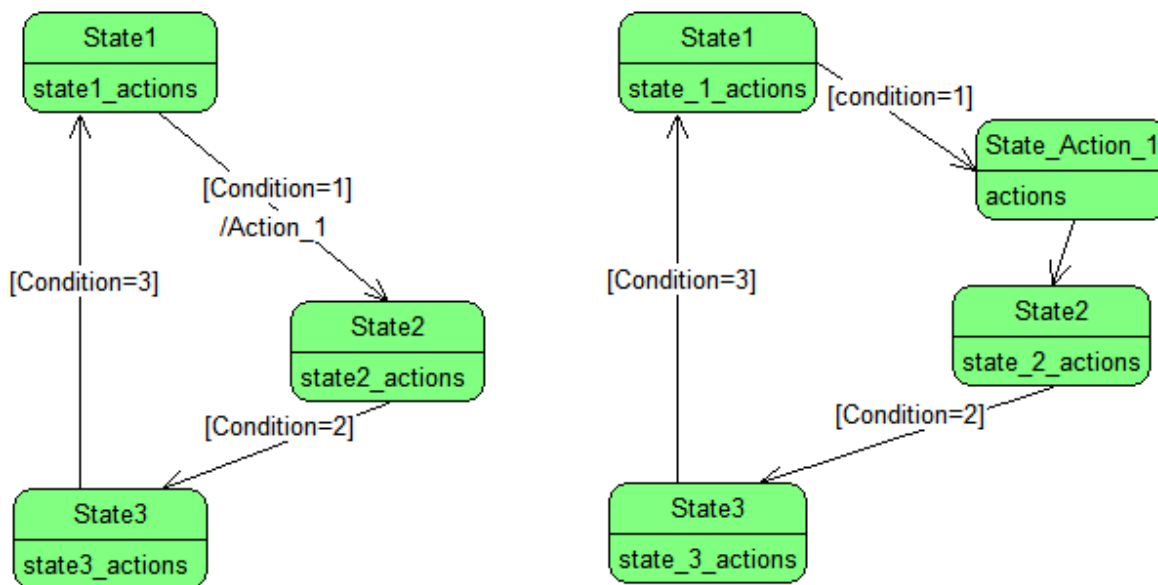 State1
state1_actions
[Condition=1]
/Action_1
[Condition=3]
State2
state2_actions
[Condition=2]
State3
state3_actions
State1
state_1_actions
[condition=1]
State_Action_1
actions
[Condition=3]
State2
state_2_actions
[Condition=2]
State3
state_3_actions